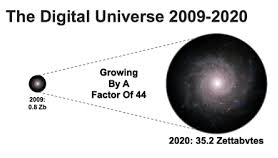 The Digital Universe 2009-2020
Growing
By A
Factor Of 44
2009:
0.8 Zb
2020: 35.2 Zettabytes